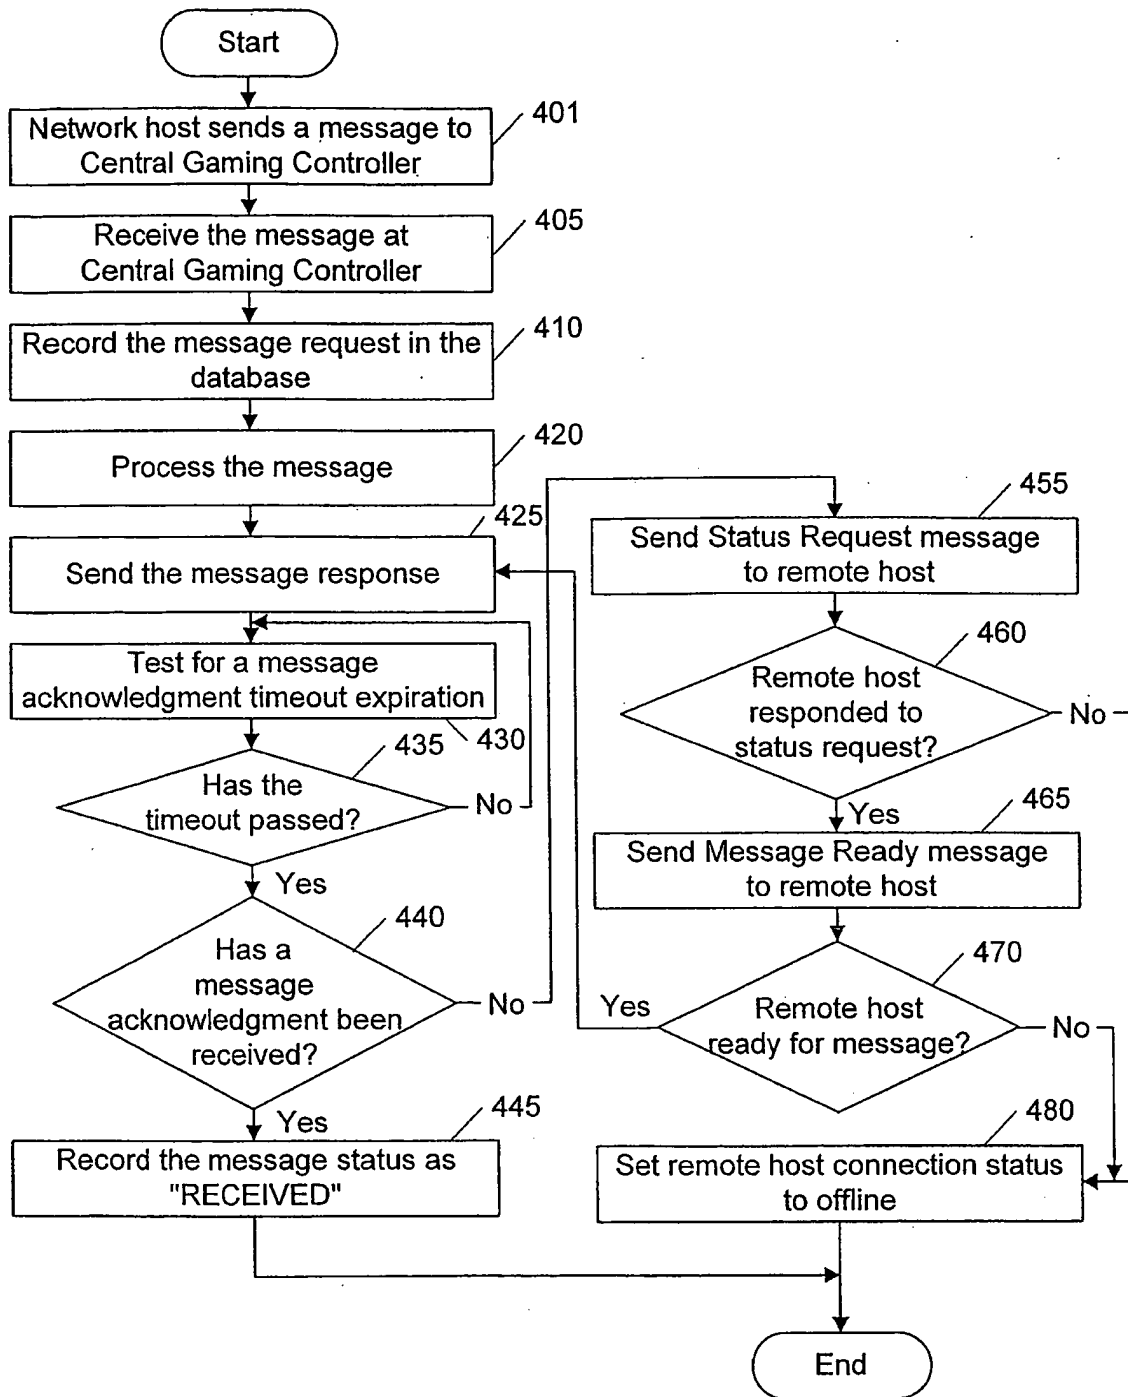 Start
Network host sends a message to
Central Gaming Controller
401
Receive the message at
Central Gaming Controller
405
Record the message request in the
database
410
Process the message
420
Send the message response
425
Test for a message
acknowledgment timeout expiration
430
Has the
timeout passed?
435
No
Yes
Has a
message
acknowledgment been
received?
440
No
Yes
Record the message status as
"RECEIVED"
445
Send Status Request message
to remote host
455
Remote host
responded to
status request?
460
No
Yes
Send Message Ready message
to remote host
465
Remote host
ready for message?
470
Yes
No
Set remote host connection status
to offline
480
End